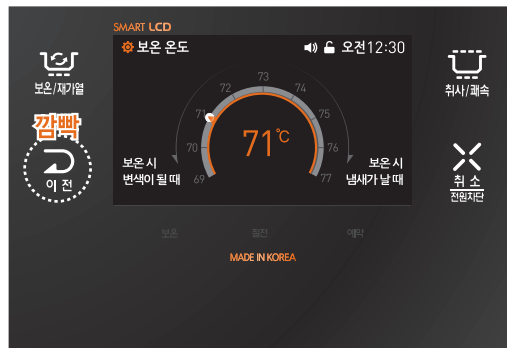 SMART LCD
보온 온도
오전12:30
보온/재가열
취사/쾌속
깜빡
이 전
69
70
71
72
73
74
75
76
77
71℃
보온 시
변색이 될 때
보온 시
냄새가 날 때
취 소
전원차단
보온
절전
예약
MADE IN KOREA